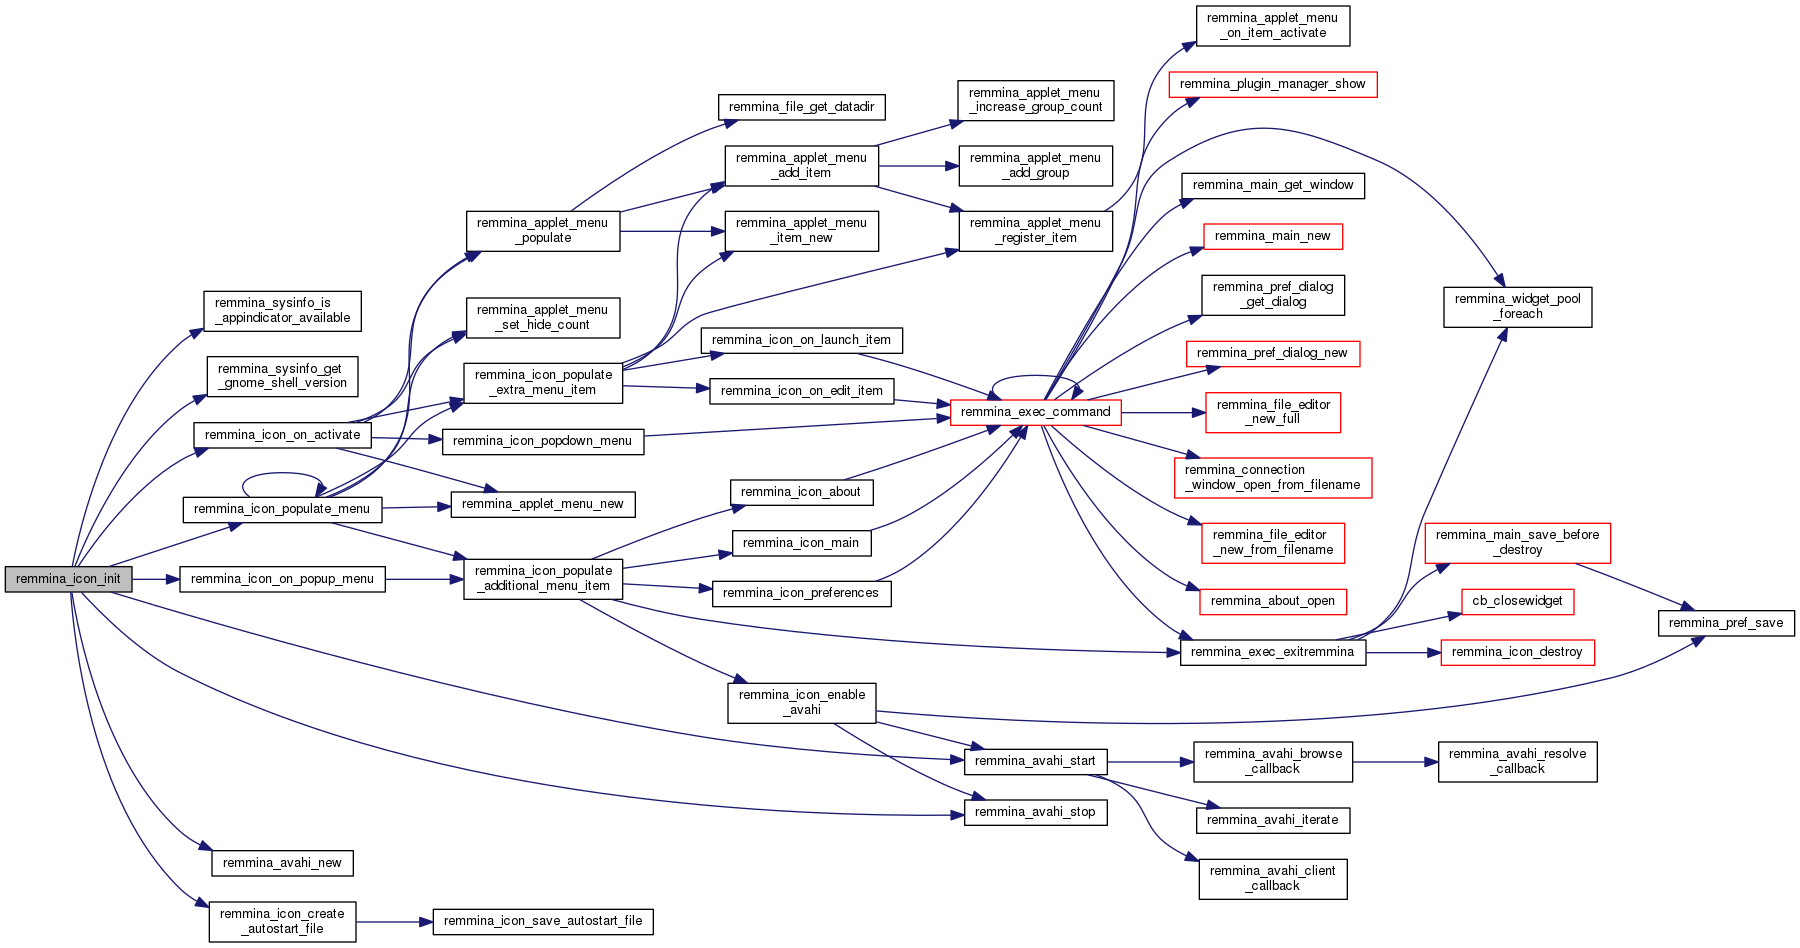 remmina_icon_init
remmina_sysinfo_is
_appindicator_available
remmina_sysinfo_get
_gnome_shell_version
remmina_icon_on_activate
remmina_icon_populate_menu
remmina_icon_on_popup_menu
remmina_avahi_new
remmina_icon_create
_autostart_file
remmina_applet_menu
_populate
remmina_applet_menu
_set_hide_count
remmina_icon_populate
_extra_menu_item
remmina_icon_popdown_menu
remmina_applet_menu_new
remmina_icon_populate
_additional_menu_item
remmina_icon_save_autostart_file
remmina_file_get_datadir
remmina_applet_menu
_add_item
remmina_applet_menu
_item_new
remmina_icon_on_launch_item
remmina_icon_on_edit_item
remmina_icon_about
remmina_icon_main
remmina_icon_preferences
remmina_icon_enable
_avahi
remmina_applet_menu
_increase_group_count
remmina_applet_menu
_add_group
remmina_applet_menu
_register_item
remmina_exec_command
remmina_avahi_start
remmina_avahi_stop
remmina_applet_menu
_on_item_activate
remmina_plugin_manager_show
remmina_main_get_window
remmina_main_new
remmina_pref_dialog
_get_dialog
remmina_pref_dialog_new
remmina_file_editor
_new_full
remmina_connection
_window_open_from_filename
remmina_file_editor
_new_from_filename
remmina_about_open
remmina_exec_exitremmina
remmina_avahi_browse
_callback
remmina_avahi_iterate
remmina_avahi_client
_callback
remmina_widget_pool
_foreach
remmina_main_save_before
_destroy
cb_closewidget
remmina_icon_destroy
remmina_avahi_resolve
_callback
remmina_pref_save